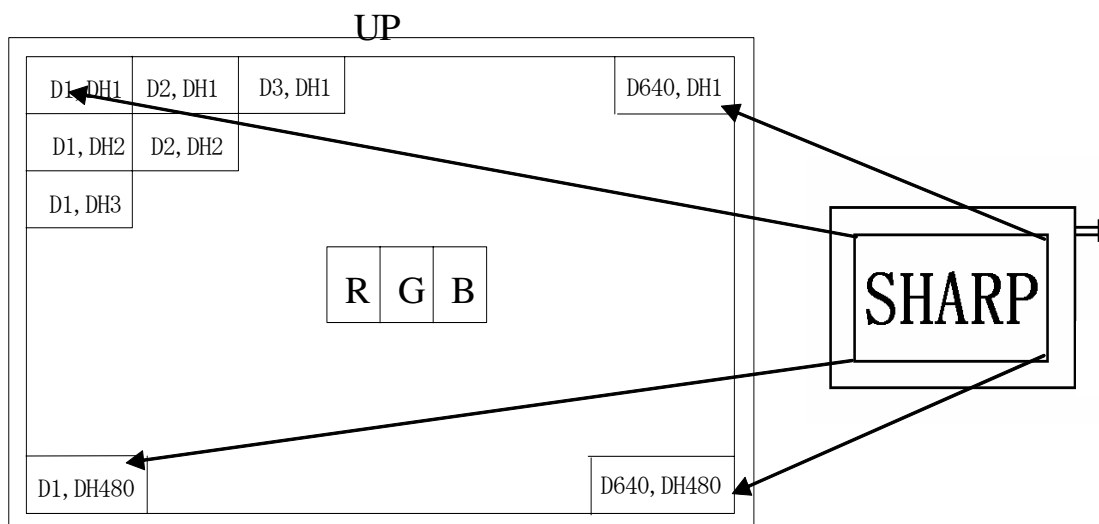 UP
D1,DH1 D2,DH1 D3,DH1 D640,DH1
D1,DH2 D2,DH2
D1,DH3
R G B
SHARP
D1,DH480 D640,DH480